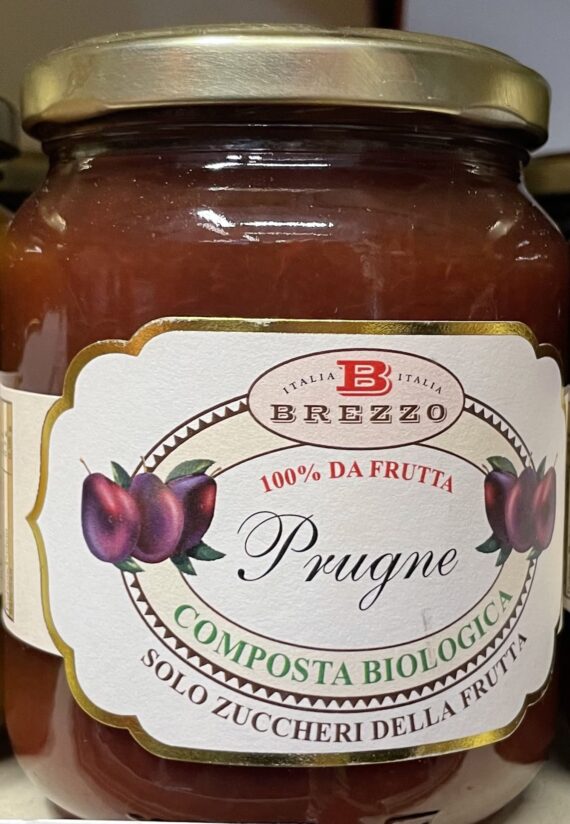 ITALIA B ITALIA
BREZZO
100% DA FRUTTA
Prugne
COMPOSTA BIOLOGICA
SOLO ZUCCHERI DELLA FRUTTA